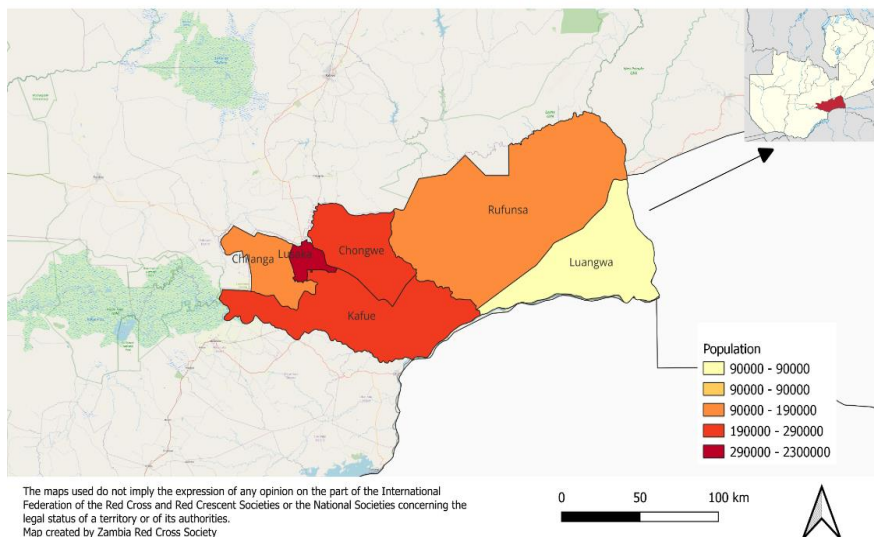 Rufunsa
Chongwe
Chilanga
Luangwa
Kafue
Population
90000 - 90000
90000 - 90000
90000 - 190000
190000 - 290000
290000 - 2300000
The maps used do not imply the expression of any opinion on the part of the International
Federation of the Red Cross and Red Crescent Societies or the National Societies concerning the
legal status of a territory or of its authorities.
Map created by Zambia Red Cross Society
0 50 100 km